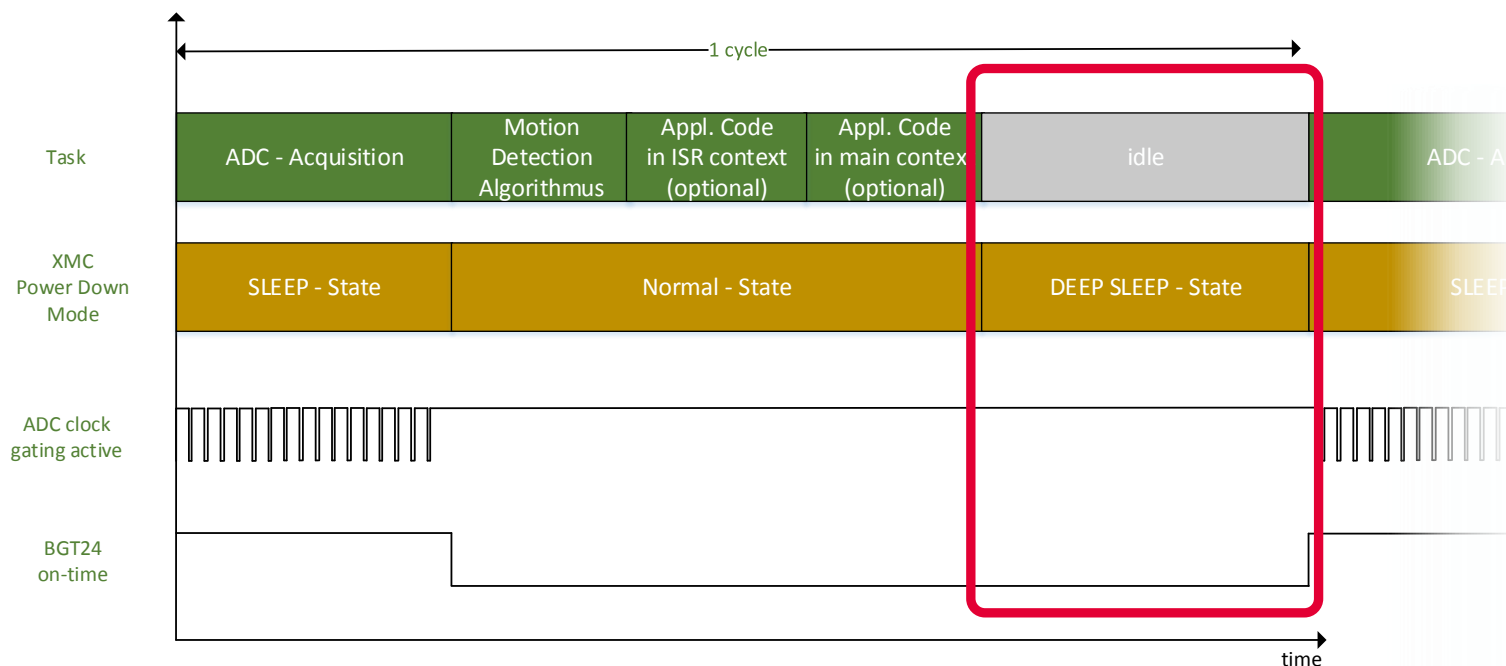 1 cycle
Task
ADC - Acquisition
Motion
Detection
Algorithmus
Appl. Code
in ISR context
(optional)
Appl. Code
in main contex
(optional)
idle
ADC - A
XMC
Power Down
Mode
SLEEP - State
Normal - State
DEEP SLEEP - State
SLEEP
ADC clock
gating active
BGT24
on-time
time